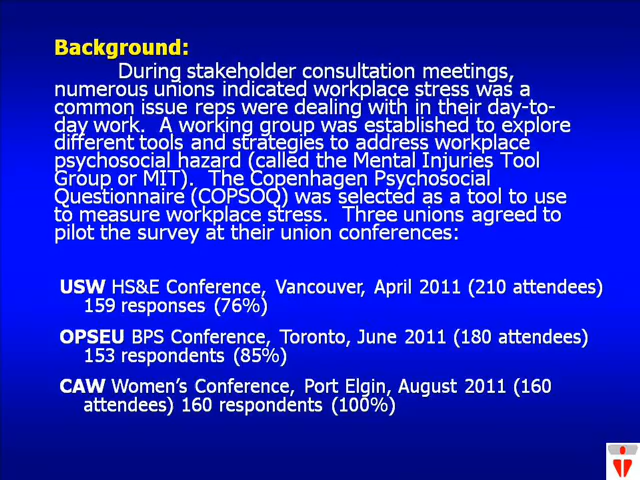 Background:
During stakeholder consultation meetings,
numerous unions indicated workplace stress was a
common issue reps were dealing with in their day-to-
day work.  A working group was established to explore
different tools and strategies to address workplace
psychosocial hazard (called the Mental Injuries Tool
Group or MIT).  The Copenhagen Psychosocial
Questionnaire (COPSOQ) was selected as a tool to use
to measure workplace stress.  Three unions agreed to
pilot the survey at their union conferences:
USW HS&E Conference, Vancouver, April 2011 (210 attendees)
159 responses (76%)
OPSEU BPS Conference, Toronto, June 2011 (180 attendees)
153 respondents (85%)
CAW Women's Conference, Port Elgin, August 2011 (160
attendees) 160 respondents (100%)